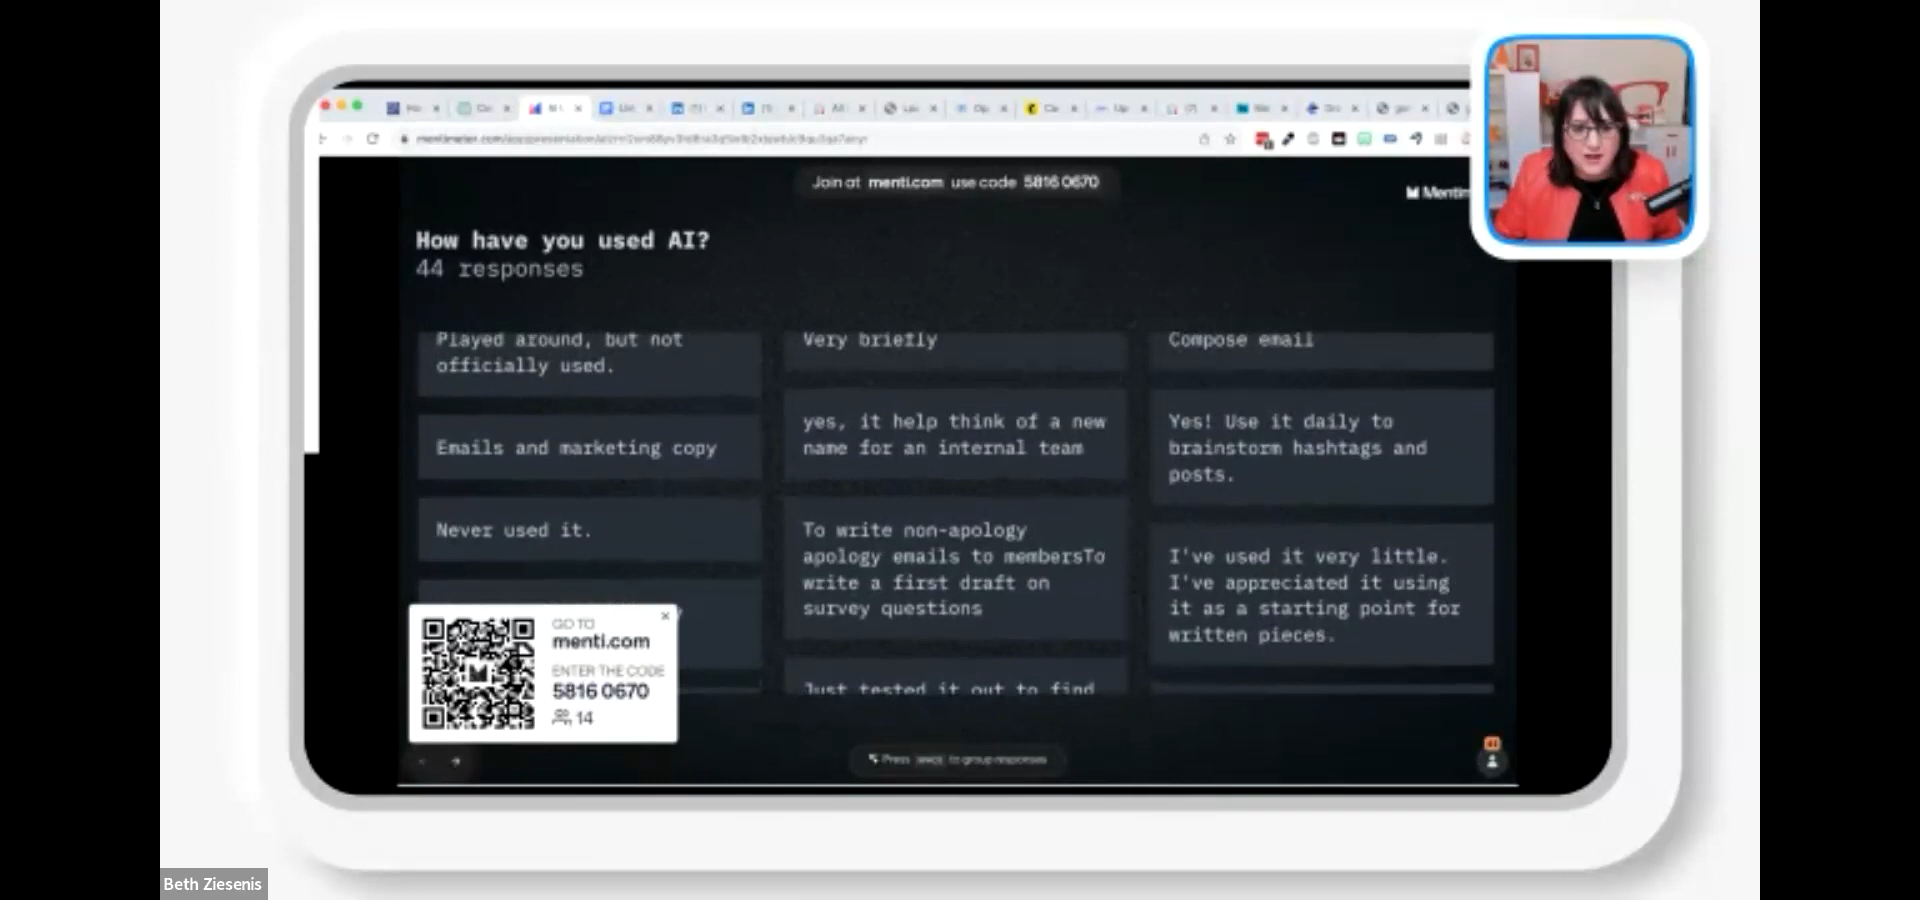 Join at menti.com use code 5816 0670
How have you used AI?
44 responses
Played around, but not
officially used.
Emails and marketing copy
Never used it.
Very briefly
yes, it help think of a new
name for an internal team
To write non-apology
apology emails to membersTo
write a first draft on
survey questions
Just tested it out to find
Compose email
Yes! Use it daily to
brainstorm hashtags and
posts.
I've used it very little.
I've appreciated it using
it as a starting point for
written pieces.
GO TO
menti.com
ENTER THE CODE
5816 0670
14
Press to group responses
Beth Ziesenis